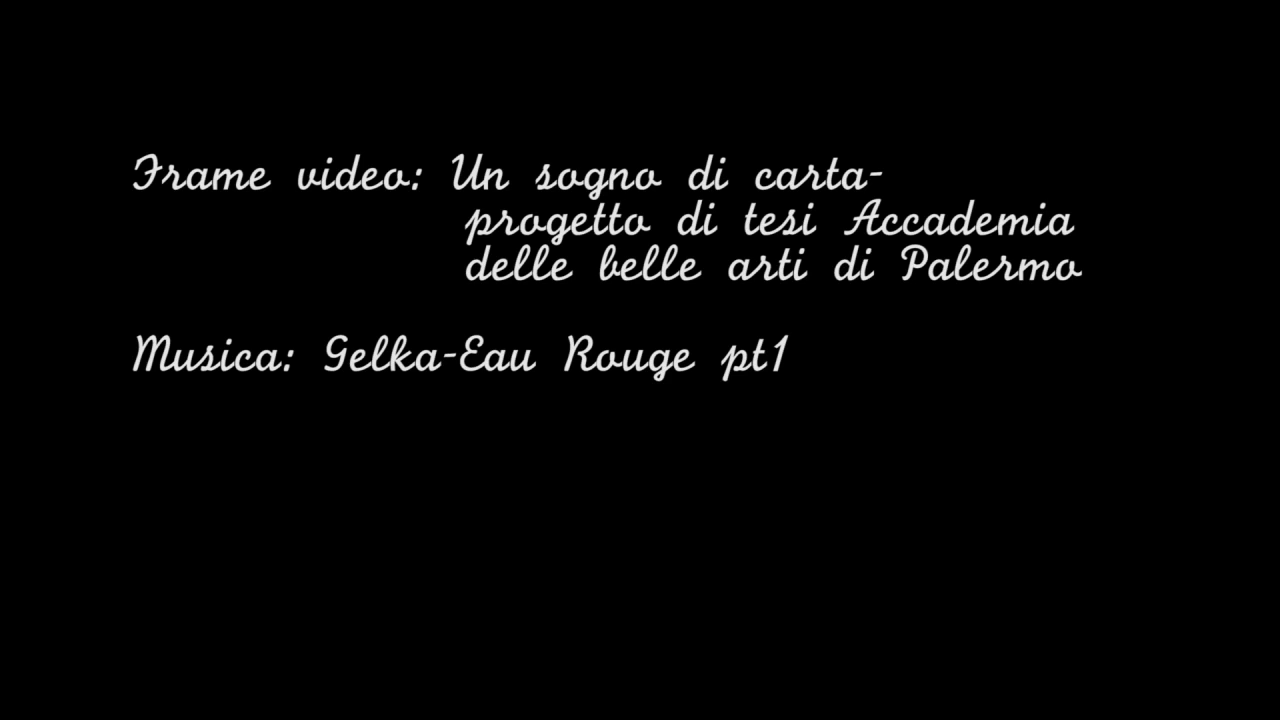 Frame video: Un sogno di carta-
progetto di tesi Accademia
delle belle arti di Palermo
Musica: Gelka-Eau Rouge pt1